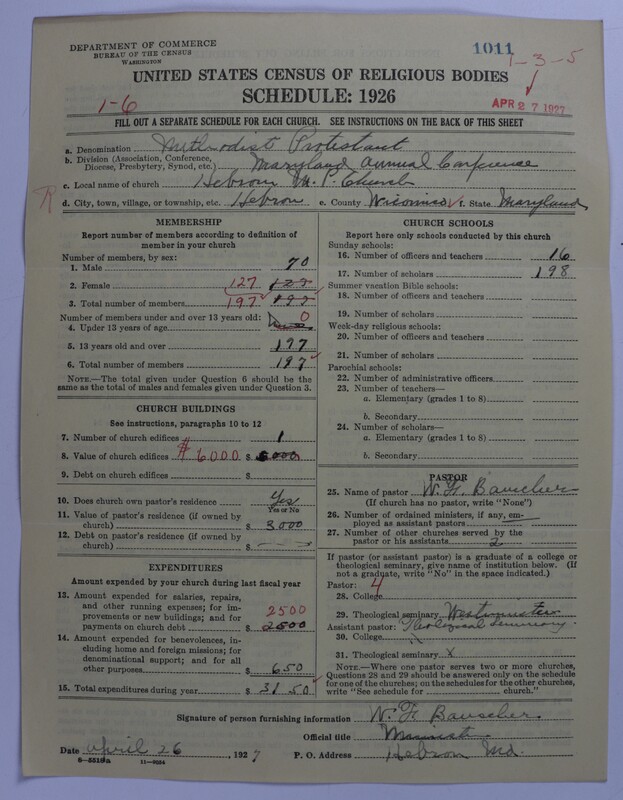 DEPARTMENT OF COMMERCE
BUREAU OF THE CENSUS
WASHINGTON
1011
1-3-5
UNITED STATES CENSUS OF RELIGIOUS BODIES
SCHEDULE: 1926
1-6
APR 27 1927
FILL OUT A SEPARATE SCHEDULE FOR EACH CHURCH. SEE INSTRUCTIONS ON THE BACK OF THIS SHEET
a. Denomination Methodist Protestant
b. Division (Association, Conference, Diocese, Presbytery, Synod, etc.) Maryland Annual Conference
c. Local name of church Hebron M. P. Church
R d. City, town, village, or township, etc. Hebron e. County Wicomico f. State Maryland
MEMBERSHIP
Report number of members according to definition of
member in your church
Number of members, by sex:
1. Male 70
2. Female 127 127
3. Total number of members 197 197
Number of members under and over 13 years old: 0
4. Under 13 years of age
5. 13 years old and over 197
6. Total number of members 197
NOTE.—The total given under Question 6 should be the
same as the total of males and females given under Question 3.
CHURCH BUILDINGS
See instructions, paragraphs 10 to 12
7. Number of church edifices 1
8. Value of church edifices $6000 $ 6000
9. Debt on church edifices $
10. Does church own pastor's residence Yes
Yes or No
11. Value of pastor's residence (if owned by
church) $ 3000
12. Debt on pastor's residence (if owned by
church) $
EXPENDITURES
Amount expended by your church during last fiscal year
13. Amount expended for salaries, repairs,
and other running expenses; for im-
provements or new buildings; and for 2500
payments on church debt $ 2500
14. Amount expended for benevolences, in-
cluding home and foreign missions; for
denominational support; and for all
other purposes $ 650
15. Total expenditures during year $ 3150
CHURCH SCHOOLS
Report here only schools conducted by this church
Sunday schools:
16. Number of officers and teachers 16
17. Number of scholars 198
Summer vacation Bible schools:
18. Number of officers and teachers
19. Number of scholars
Week-day religious schools:
20. Number of officers and teachers
21. Number of scholars
Parochial schools:
22. Number of administrative officers
23. Number of teachers—
a. Elementary (grades 1 to 8)
b. Secondary
24. Number of scholars—
a. Elementary (grades 1 to 8)
b. Secondary
PASTOR
25. Name of pastor W. F. Bauscher
(If church has no pastor, write "None")
26. Number of ordained ministers, if any, em-
ployed as assistant pastors
27. Number of other churches served by the
pastor or his assistants 2
If pastor (or assistant pastor) is a graduate of a college or
theological seminary, give name of institution below. (If
not a graduate, write "No" in the space indicated.)
Pastor: 4
28. College
29. Theological seminary Westminster
Assistant pastor: Theological Seminary
30. College
31. Theological seminary X
NOTE.—Where one pastor serves two or more churches,
Questions 28 and 29 should be answered only on the schedule
for one of the churches; on the schedules for the other churches,
write "See schedule for church."
Signature of person furnishing information W. F. Bauscher
Official title Minister
Date April 26, 1927 P. O. Address Hebron Md.
8-5518a 11-9264